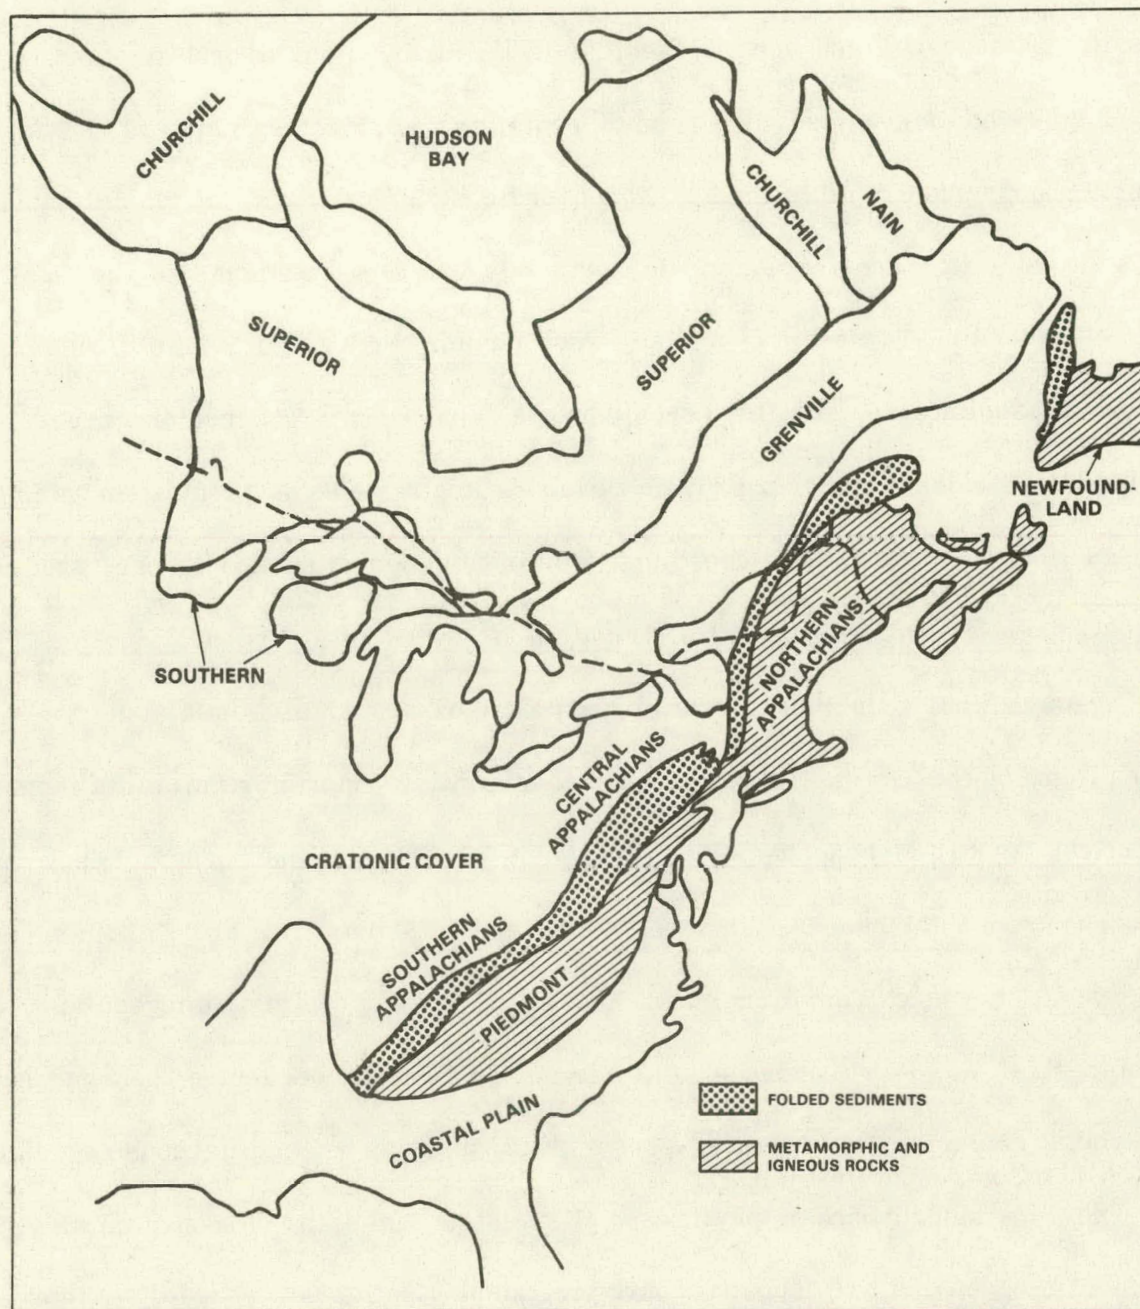 CHURCHILL
HUDSON
BAY
CHURCHILL
NAIN
SUPERIOR
SUPERIOR
GRENVILLE
NEWFOUND-
LAND
SOUTHERN
NORTHERN
APPALACHIANS
CENTRAL
APPALACHIANS
CRATONIC COVER
SOUTHERN
APPALACHIANS
PIEDMONT
COASTAL PLAIN
FOLDED SEDIMENTS
METAMORPHIC AND
IGNEOUS ROCKS